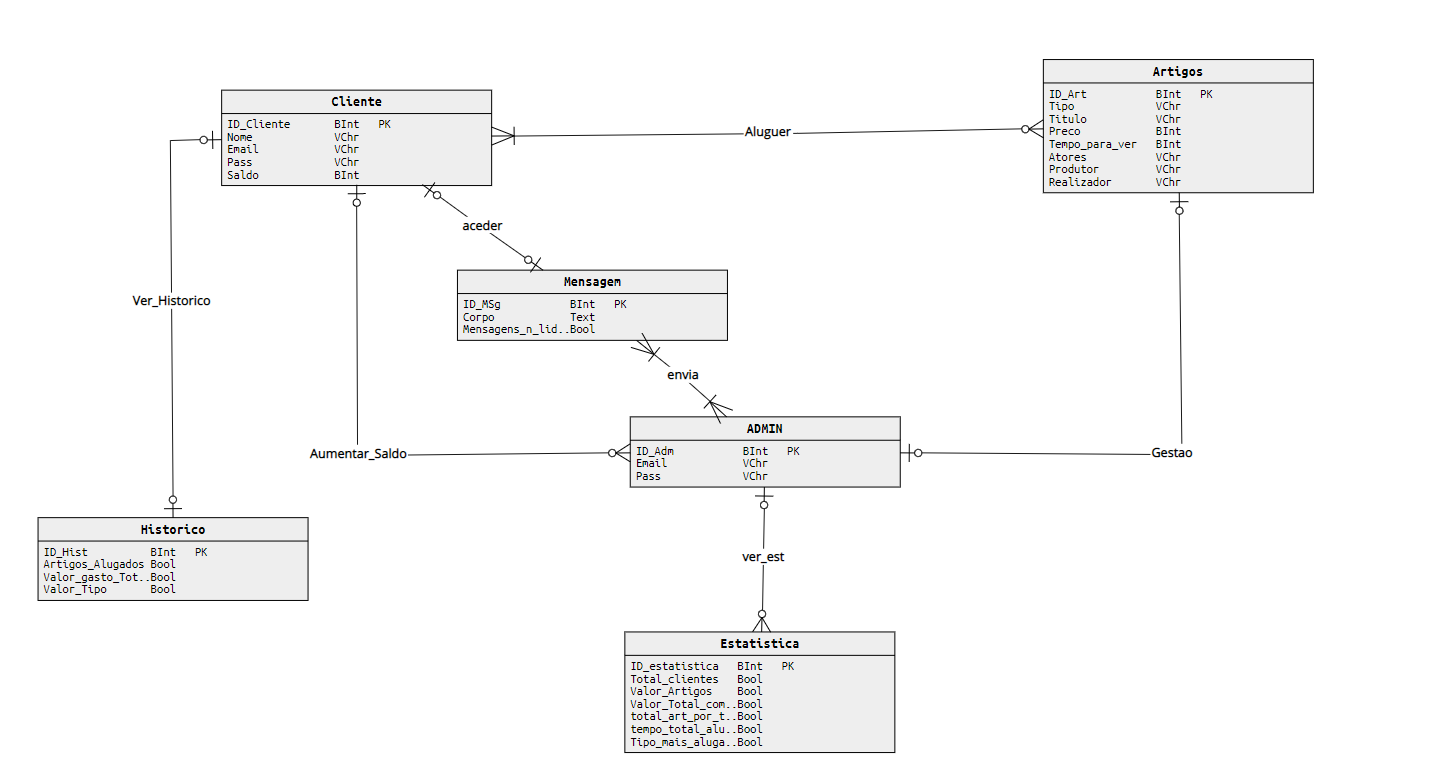 Cliente
ID_Cliente BInt PK
Nome VChr
Email VChr
Pass VChr
Saldo BInt
Aluguer
Artigos
ID_Art BInt PK
Tipo VChr
Titulo VChr
Preco BInt
Tempo_para_ver BInt
Atores VChr
Produtor VChr
Realizador VChr
aceder
Mensagem
ID_MSg BInt PK
Corpo Text
Mensagens_n_lid..Bool
Ver_Historico
envia
ADMIN
ID_Adm BInt PK
Email VChr
Pass VChr
Aumentar_Saldo
Gestao
Historico
ID_Hist BInt PK
Artigos_Alugados Bool
Valor_gasto_Tot..Bool
Valor_Tipo Bool
ver_est
Estatistica
ID_estatistica BInt PK
Total_clientes Bool
Valor_Artigos Bool
Valor_Total_com..Bool
total_art_por_t..Bool
tempo_total_alu..Bool
Tipo_mais_aluga..Bool